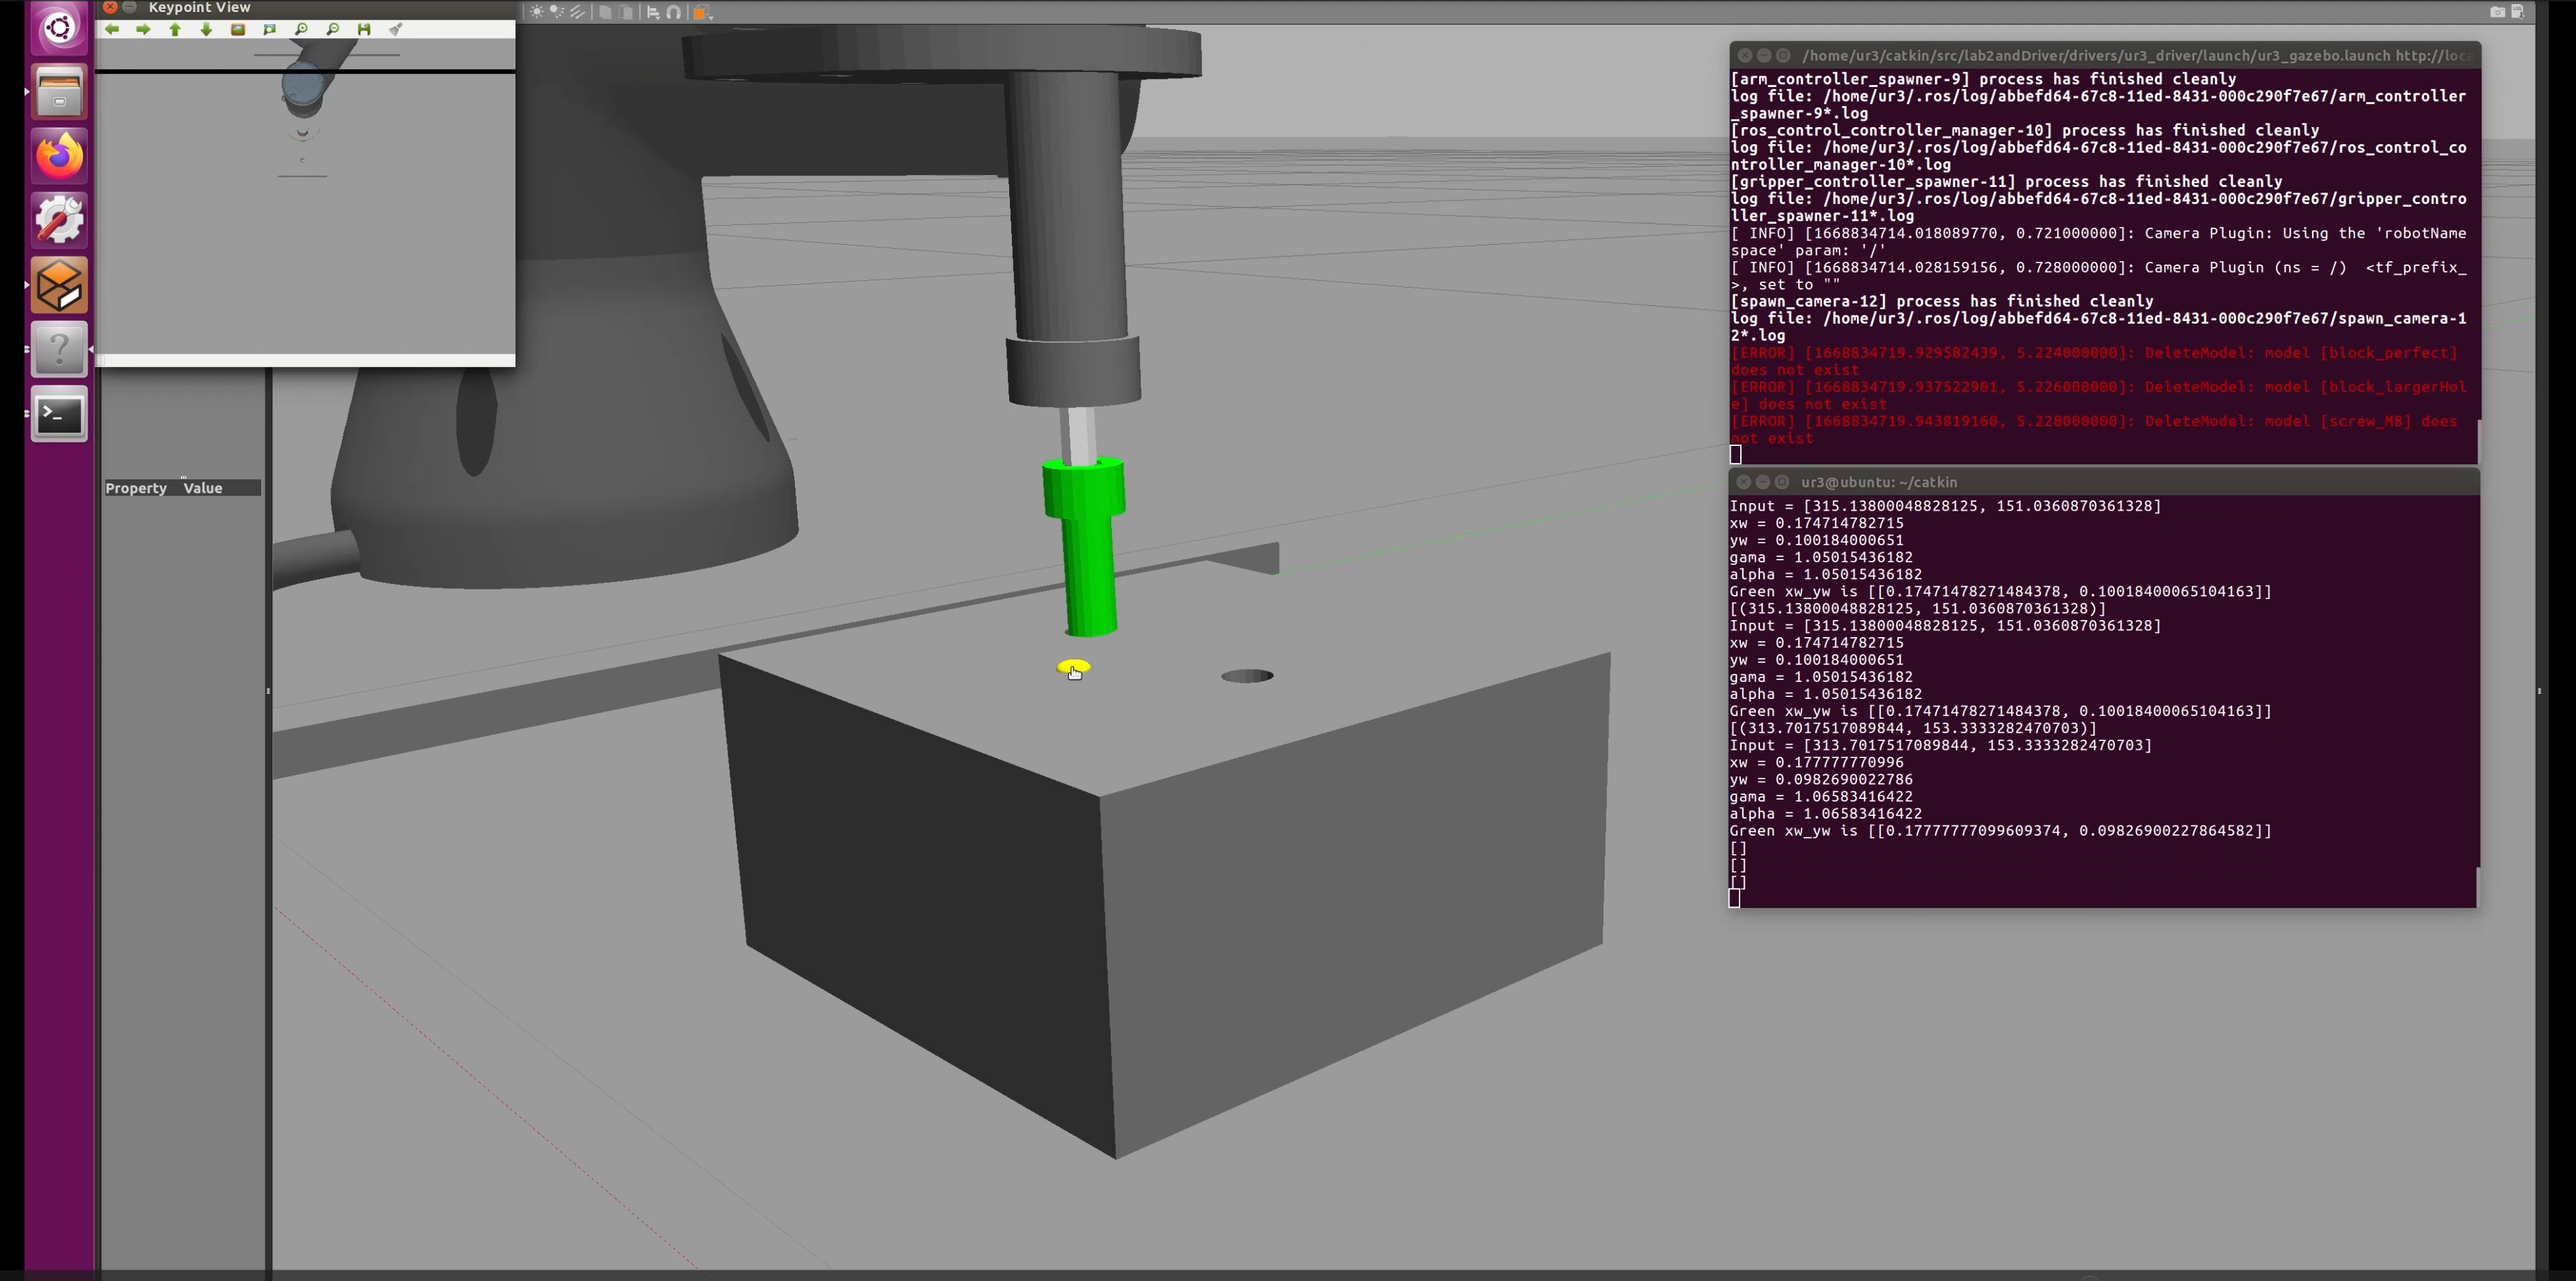 Keypoint View
Property Value
/home/ur3/catkin/src/lab2andDriver/drivers/ur3_driver/launch/ur3_gazebo.launch http://loc
[arm_controller_spawner-9] process has finished cleanly
log file: /home/ur3/.ros/log/abbefd64-67c8-11ed-8431-000c290f7e67/arm_controller
_spawner-9*.log
[ros_control_controller_manager-10] process has finished cleanly
log file: /home/ur3/.ros/log/abbefd64-67c8-11ed-8431-000c290f7e67/ros_control_co
ntroller_manager-10*.log
[gripper_controller_spawner-11] process has finished cleanly
log file: /home/ur3/.ros/log/abbefd64-67c8-11ed-8431-000c290f7e67/gripper_contro
ller_spawner-11*.log
[ INFO] [1668834714.018089770, 0.721000000]: Camera Plugin: Using the 'robotName
space' param: '/'
[ INFO] [1668834714.028159156, 0.728000000]: Camera Plugin (ns = /)  <tf_prefix_
>, set to ""
[spawn_camera-12] process has finished cleanly
log file: /home/ur3/.ros/log/abbefd64-67c8-11ed-8431-000c290f7e67/spawn_camera-1
2*.log
[ERROR] [1668834719.929582439, 5.224000000]: DeleteModel: model [block_perfect]
does not exist
[ERROR] [1668834719.937522901, 5.226000000]: DeleteModel: model [block_largerHol
e] does not exist
[ERROR] [1668834719.943819160, 5.228000000]: DeleteModel: model [screw_M8] does
not exist
ur3@ubuntu: ~/catkin
Input = [315.13800048828125, 151.0360870361328]
xw = 0.174714782715
yw = 0.100184000651
gama = 1.05015436182
alpha = 1.05015436182
Green xw_yw is [[0.17471478271484378, 0.10018400065104163]]
[(315.13800048828125, 151.0360870361328)]
Input = [315.13800048828125, 151.0360870361328]
xw = 0.174714782715
yw = 0.100184000651
gama = 1.05015436182
alpha = 1.05015436182
Green xw_yw is [[0.17471478271484378, 0.10018400065104163]]
[(313.7017517089844, 153.3333282470703)]
Input = [313.7017517089844, 153.3333282470703]
xw = 0.177777770996
yw = 0.0982690022786
gama = 1.06583416422
alpha = 1.06583416422
Green xw_yw is [[0.17777777099609374, 0.09826900227864582]]
[]
[]
[]